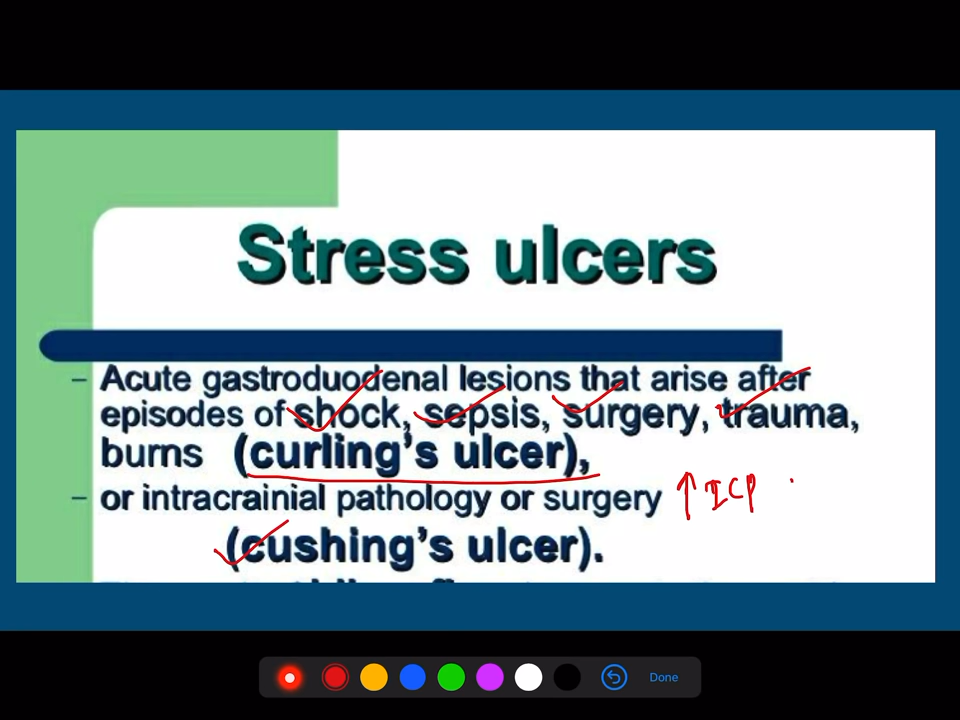 Stress ulcers
– Acute gastroduodenal lesions that arise after
episodes of shock, sepsis, surgery, trauma,
burns (curling's ulcer),
– or intracrainial pathology or surgery ↑ ICP
(cushing's ulcer).
Done